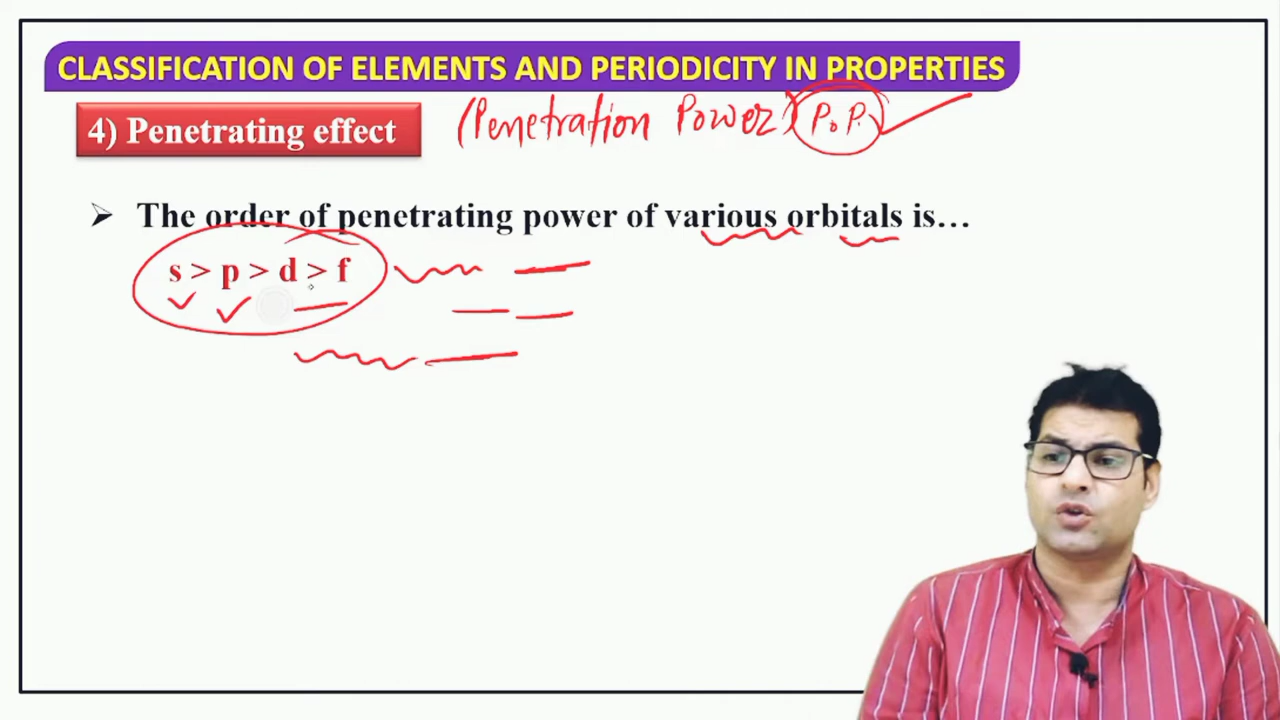 CLASSIFICATION OF ELEMENTS AND PERIODICITY IN PROPERTIES
4) Penetrating effect (Penetration Power) P.P.
➢ The order of penetrating power of various orbitals is…
s > p > d > f